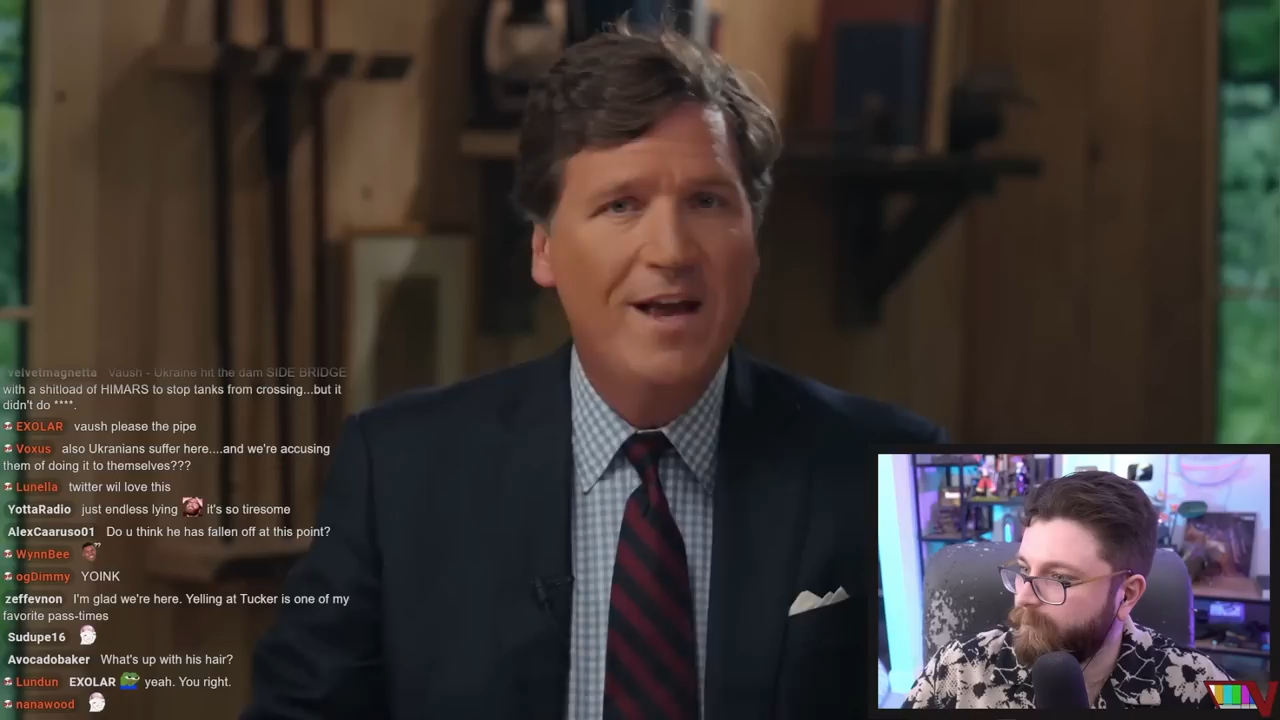 velvetmagnetta Vaush - Ukraine hit the dam SIDE BRIDGE
with a shitload of HIMARS to stop tanks from crossing...but it
didn't do ****.
EXOLAR vaush please the pipe
Voxus also Ukranians suffer here....and we're accusing
them of doing it to themselves???
Lunella twitter wil love this
YottaRadio just endless lying it's so tiresome
AlexCaaruso01 Do u think he has fallen off at this point?
WynnBee
ogDimmy YOINK
zeffevnon I'm glad we're here. Yelling at Tucker is one of my
favorite pass-times
Sudupe16
Avocadobaker What's up with his hair?
Lundun EXOLAR yeah. You right.
nanawood
V